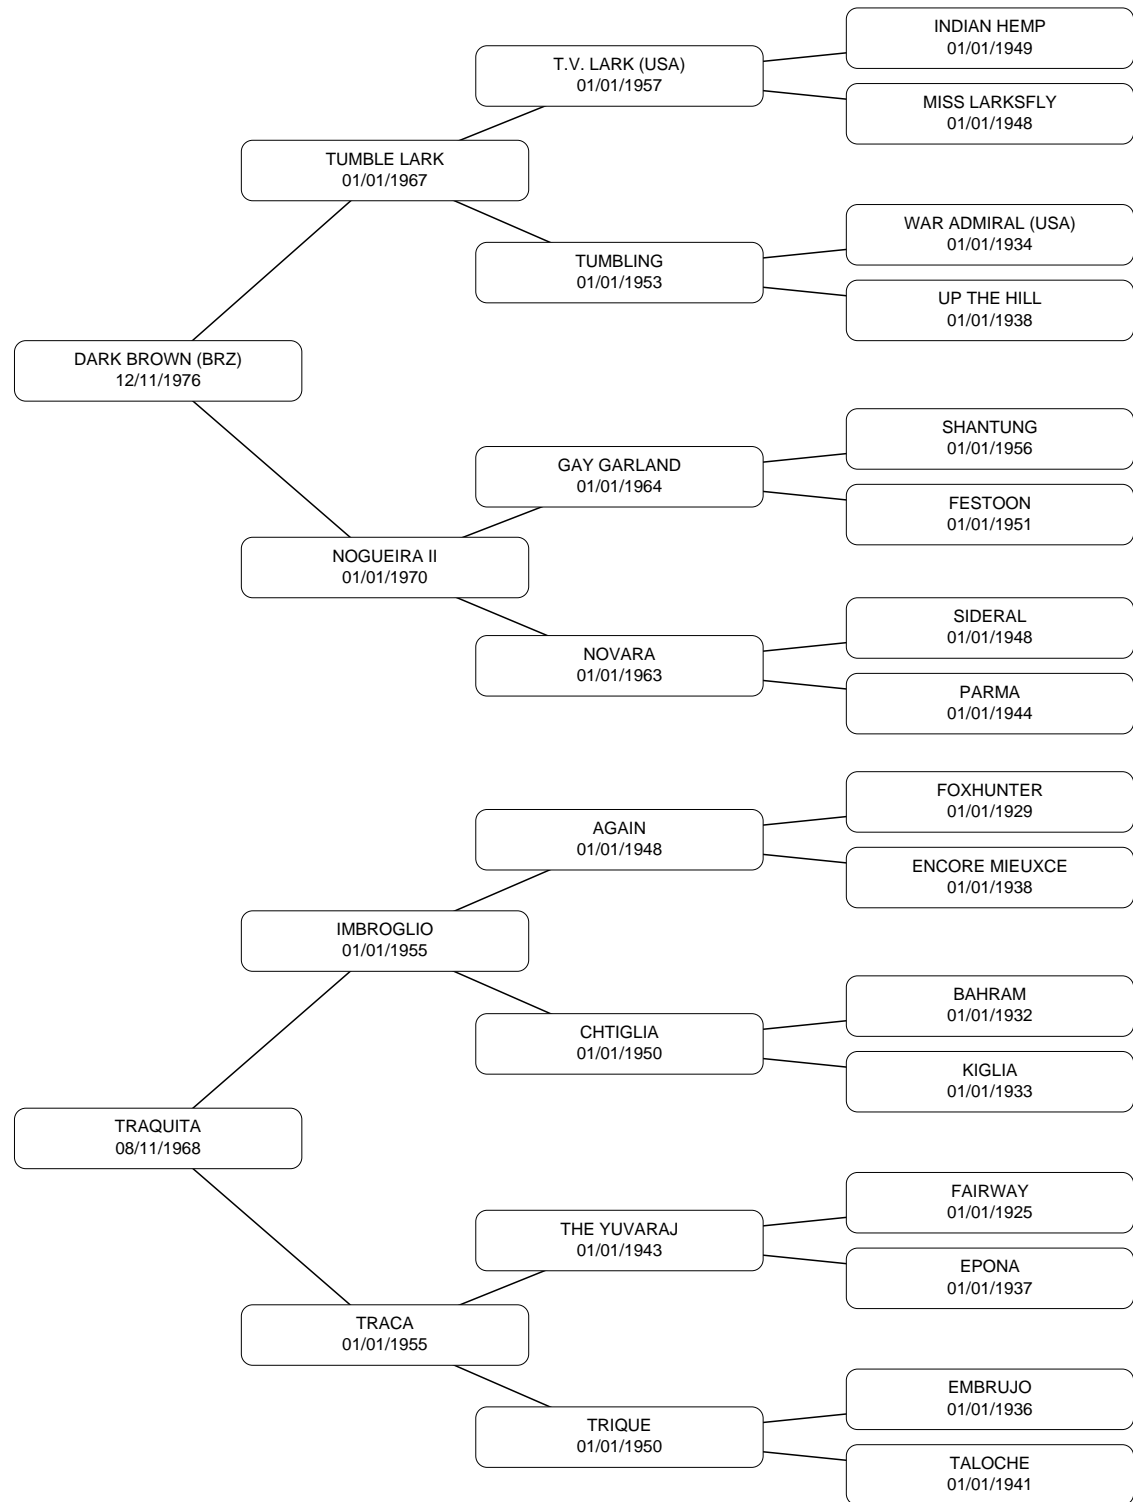 INDIAN HEMP
01/01/1949
T.V. LARK (USA)
01/01/1957
MISS LARKSFLY
01/01/1948
TUMBLE LARK
01/01/1967
WAR ADMIRAL (USA)
01/01/1934
TUMBLING
01/01/1953
UP THE HILL
01/01/1938
DARK BROWN (BRZ)
12/11/1976
SHANTUNG
01/01/1956
GAY GARLAND
01/01/1964
FESTOON
01/01/1951
NOGUEIRA II
01/01/1970
SIDERAL
01/01/1948
NOVARA
01/01/1963
PARMA
01/01/1944
FOXHUNTER
01/01/1929
AGAIN
01/01/1948
ENCORE MIEUXCE
01/01/1938
IMBROGLIO
01/01/1955
BAHRAM
01/01/1932
CHTIGLIA
01/01/1950
KIGLIA
01/01/1933
TRAQUITA
08/11/1968
FAIRWAY
01/01/1925
THE YUVARAJ
01/01/1943
EPONA
01/01/1937
TRACA
01/01/1955
EMBRUJO
01/01/1936
TRIQUE
01/01/1950
TALOCHE
01/01/1941